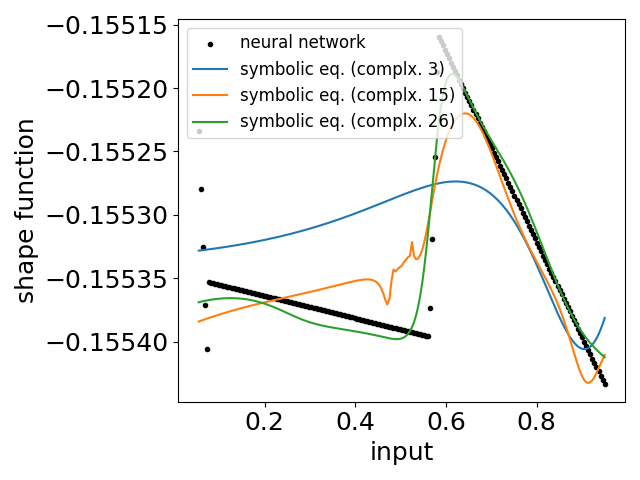 neural network
symbolic eq. (complx. 3)
symbolic eq. (complx. 15)
symbolic eq. (complx. 26)
−0.15515
−0.15520
−0.15525
−0.15530
−0.15535
−0.15540
shape function
0.2 0.4 0.6 0.8
input